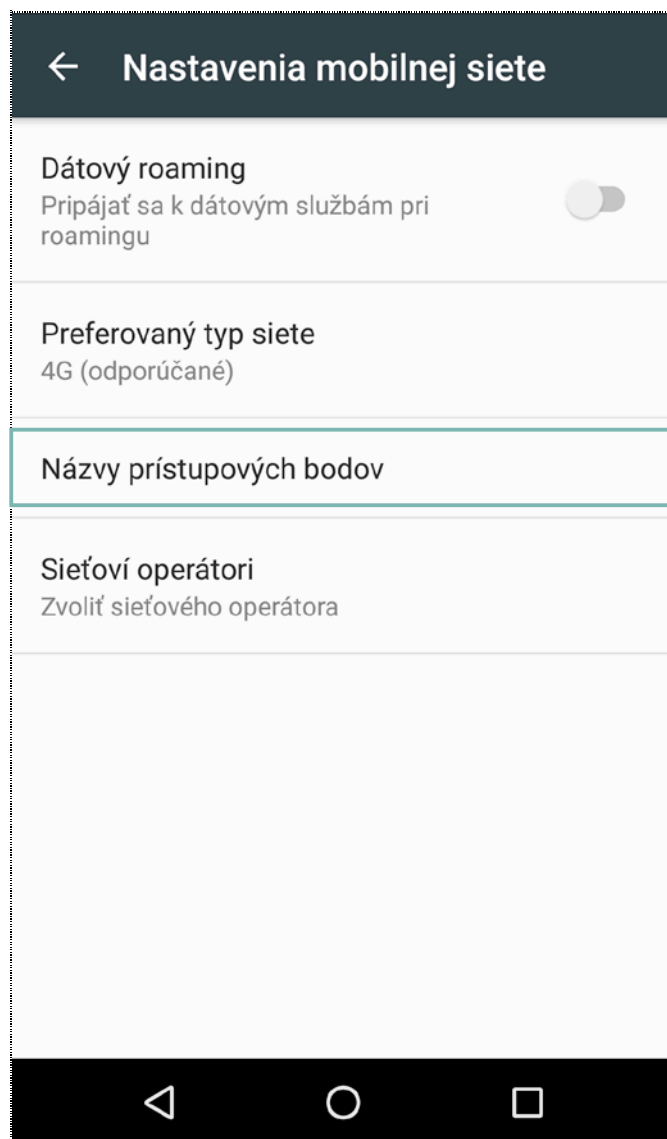 Nastavenia mobilnej siete
Dátový roaming
Pripájať sa k dátovým službám pri
roamingu
Preferovaný typ siete
4G (odporúčané)
Názvy prístupových bodov
Sieťoví operátori
Zvoliť sieťového operátora